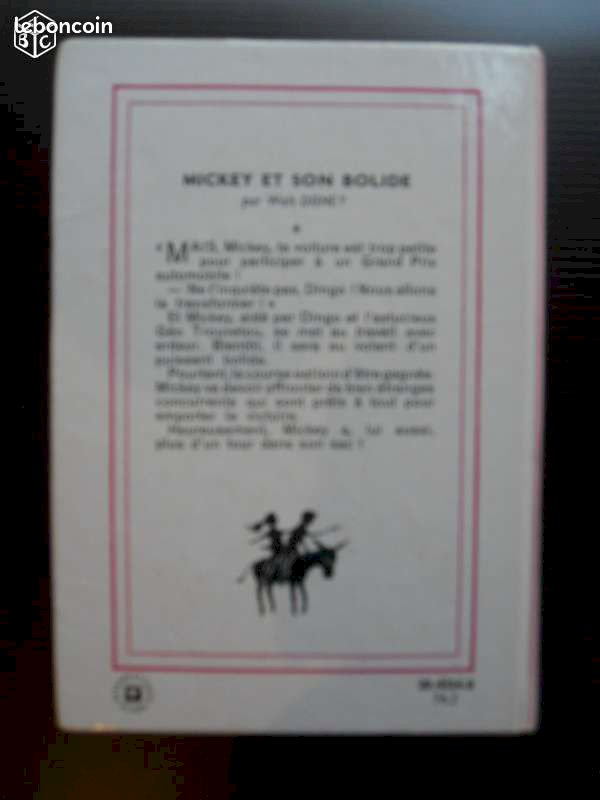 leboncoin
BC
MICKEY ET SON BOLIDE
par Walt DISNEY
« MAIS, Mickey, ta voiture est trop petite
pour participer à un Grand Prix
automobile !
— Ne t'inquiète pas, Dingo ! Nous allons
la transformer ! »
Et Mickey, aidé par Dingo et l'astucieux
Géo Trouvetou, se met au travail avec
ardeur. Bientôt, il sera au volant d'un
puissant bolide.
Pourtant, la course est loin d'être gagnée.
Mickey va devoir affronter de bien étranges
concurrents qui sont prêts à tout pour
emporter la victoire.
Heureusement, Mickey a, lui aussi,
plus d'un tour dans son sac !